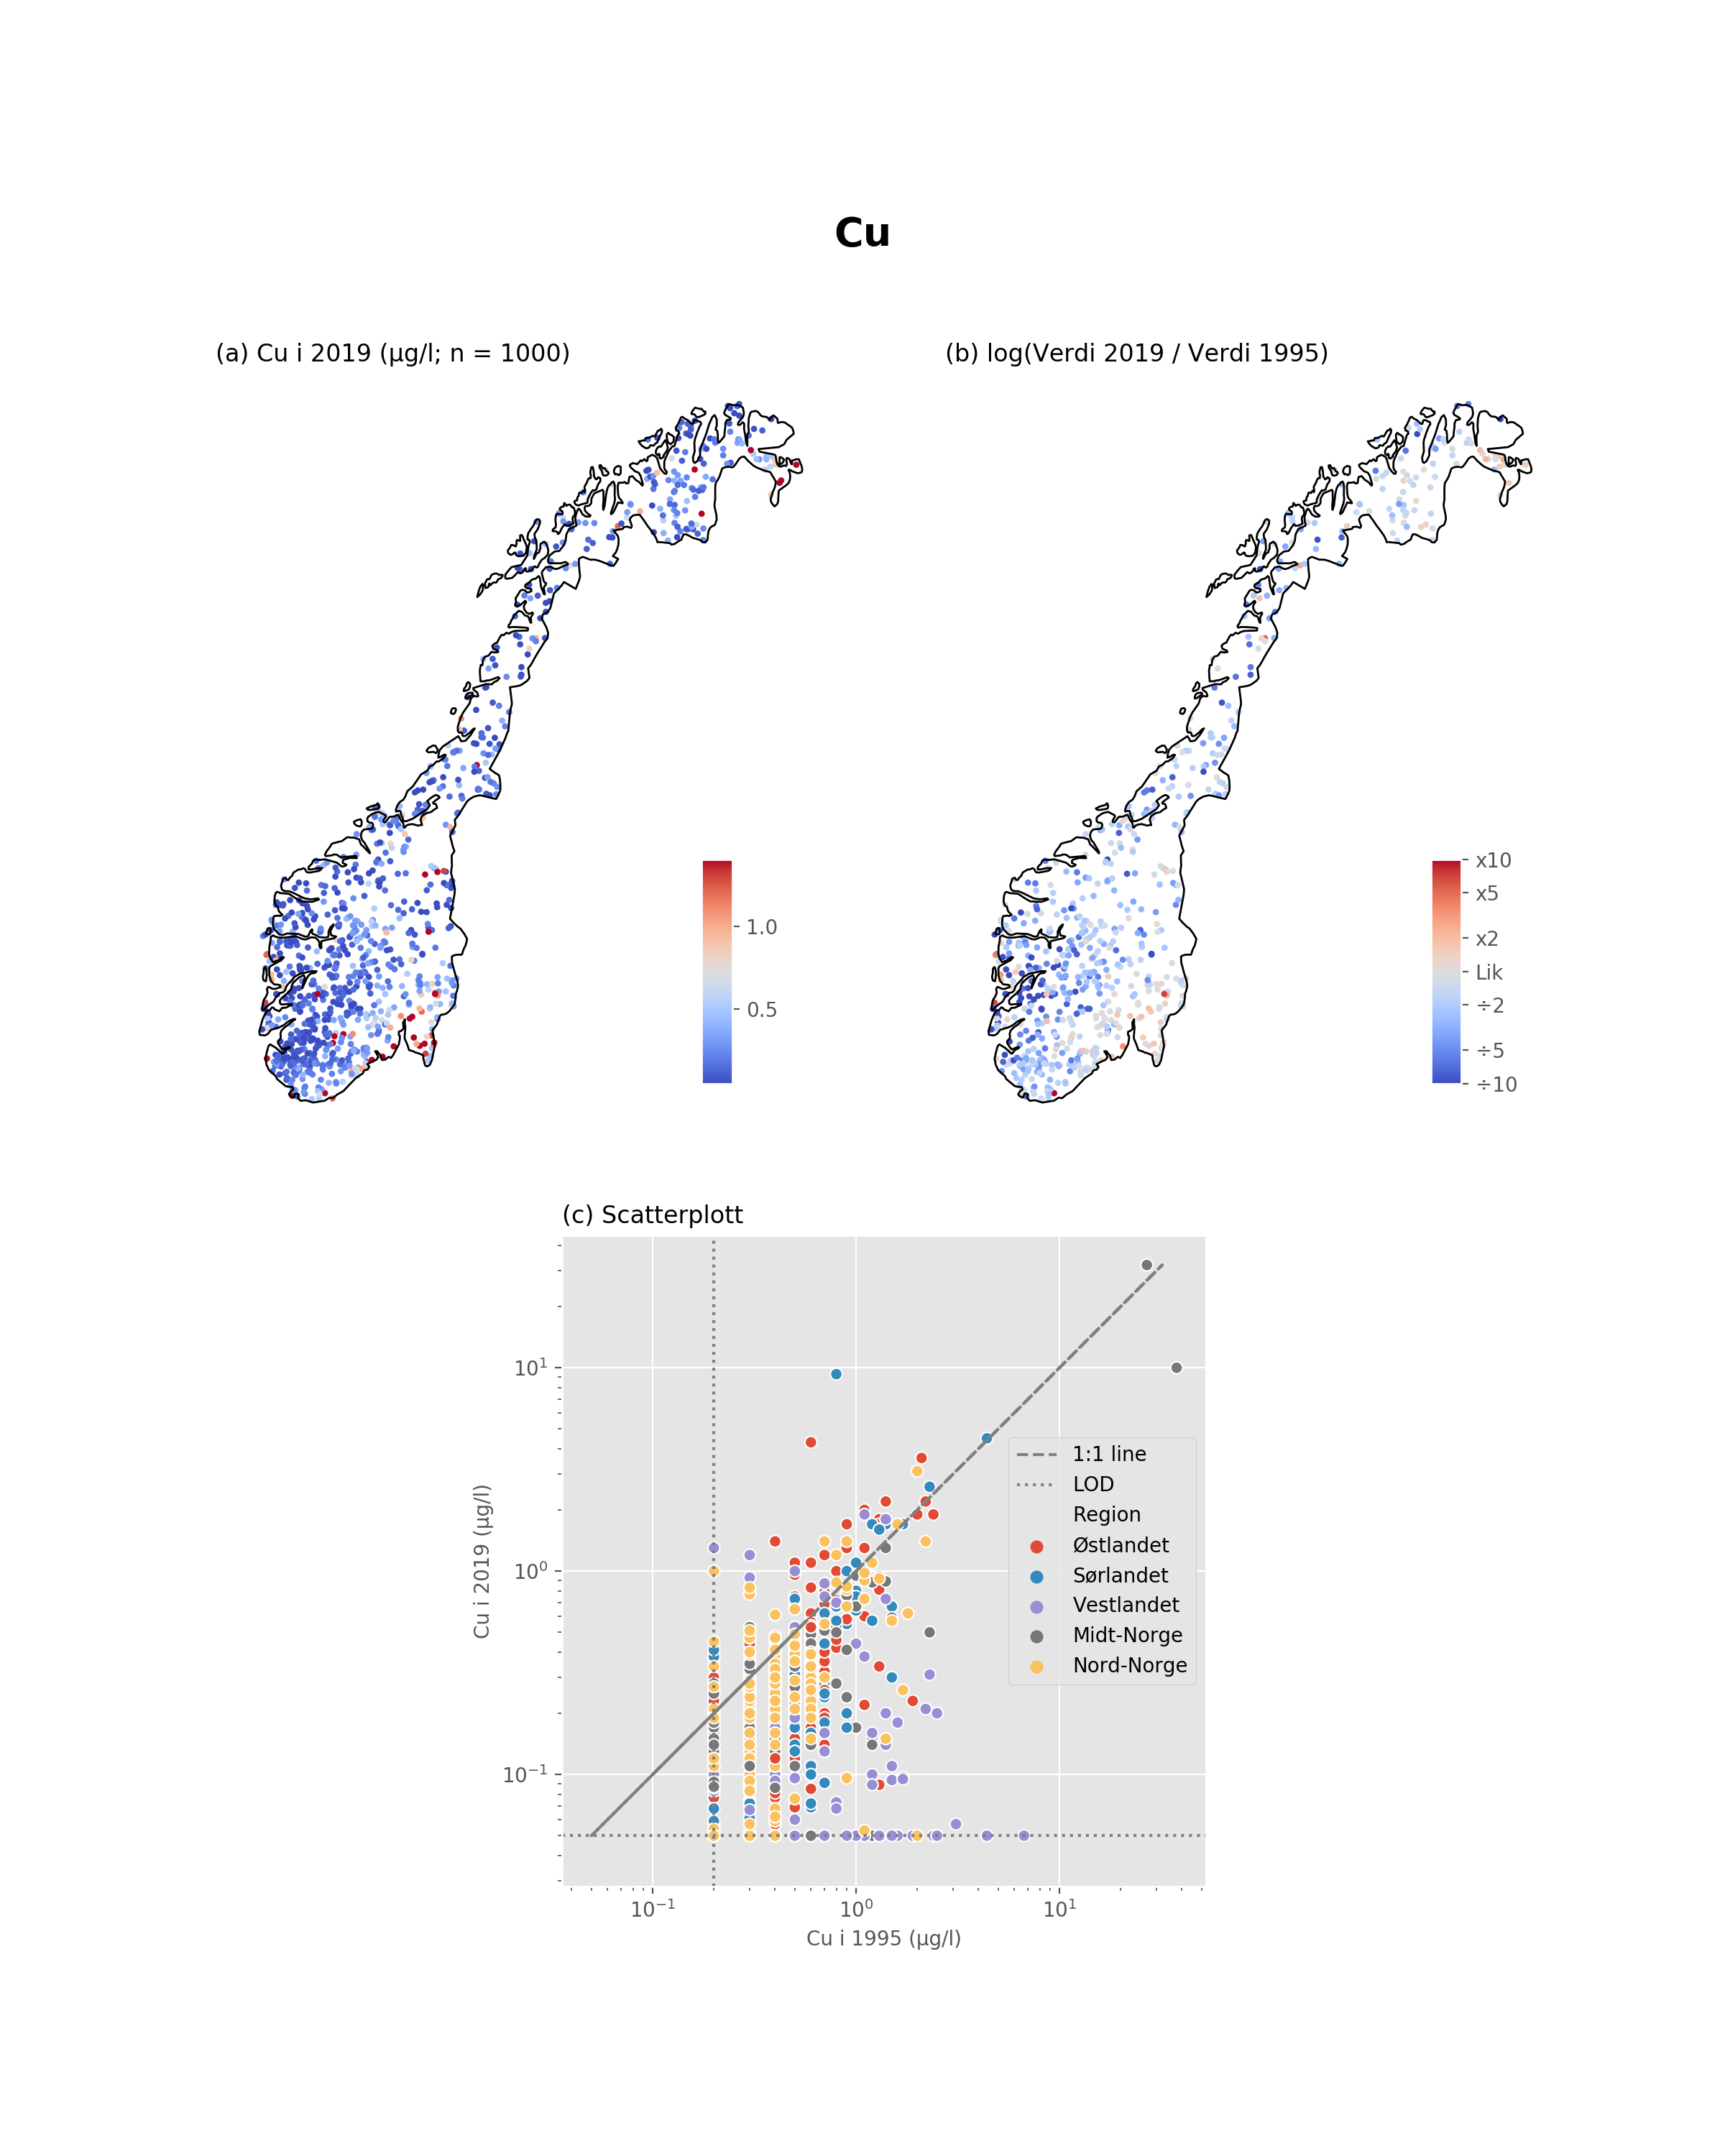 Cu
(a) Cu i 2019 (µg/l; n = 1000)
(b) log(Verdi 2019 / Verdi 1995)
1.0
0.5
x10
x5
x2
Lik
÷2
÷5
÷10
(c) Scatterplott
Cu i 2019 (µg/l)
10¹
10⁰
10⁻¹
1:1 line
LOD
Region
Østlandet
Sørlandet
Vestlandet
Midt-Norge
Nord-Norge
10⁻¹
10⁰
10¹
Cu i 1995 (µg/l)